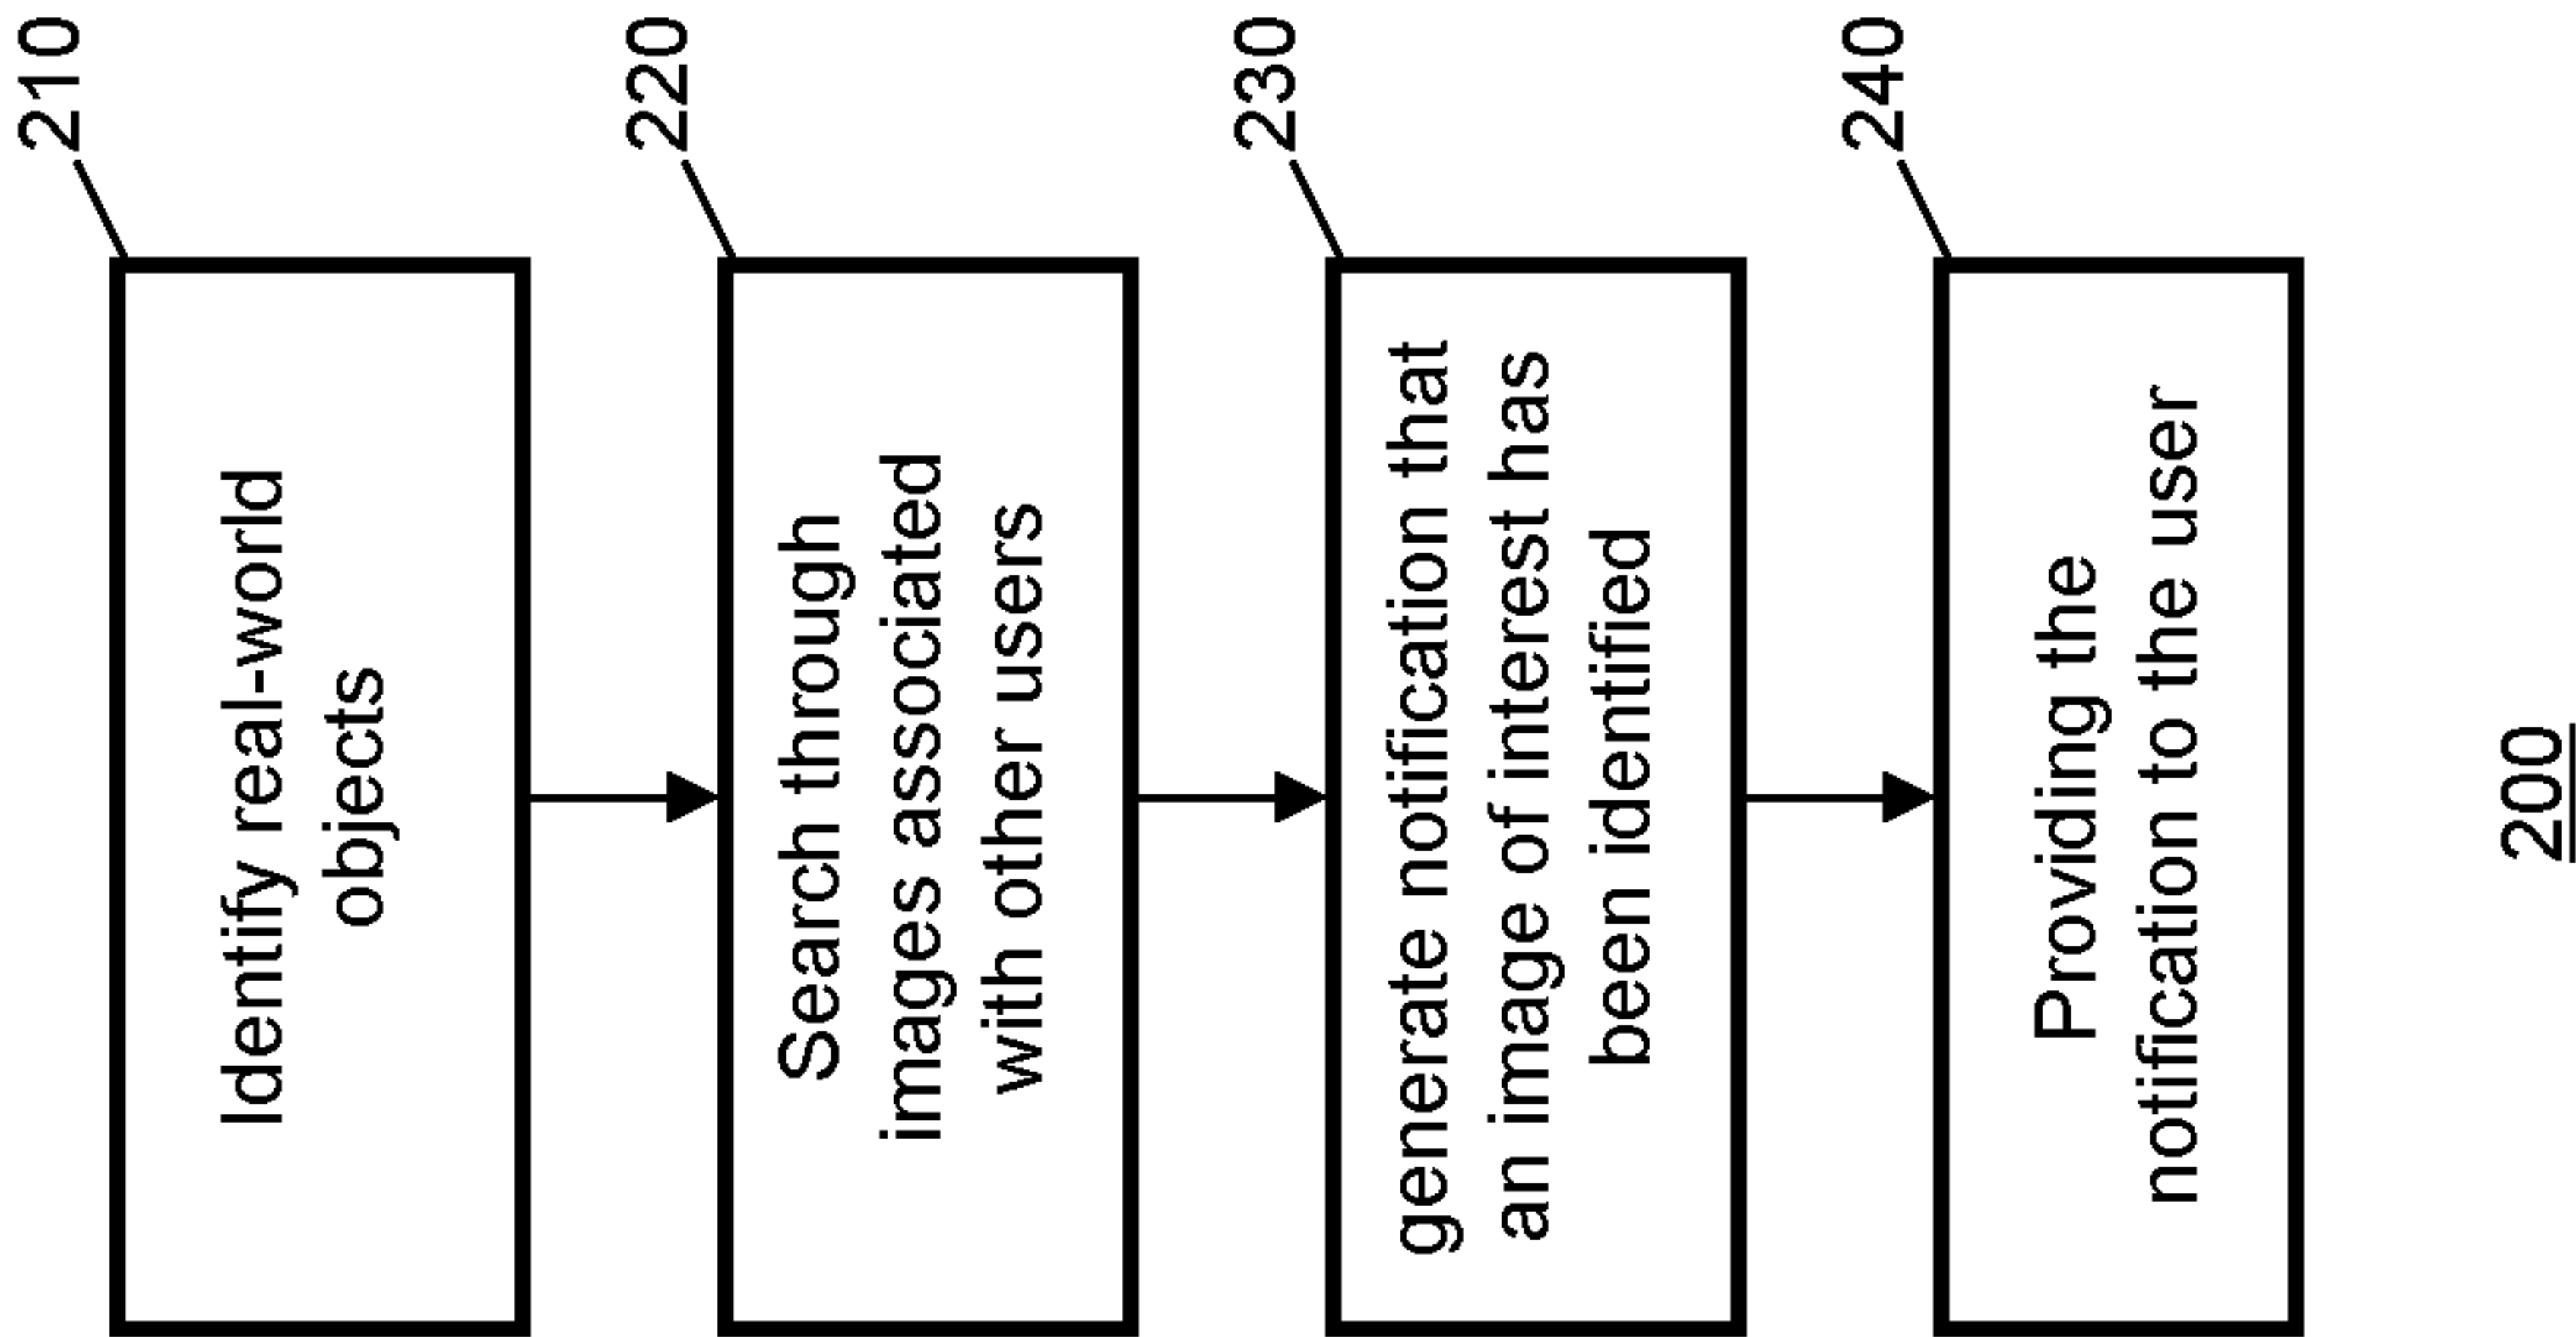 210
Identify real-world
objects
220
Search through
images associated
with other users
230
generate notification that
an image of interest has
been identified
240
Providing the
notification to the user
200